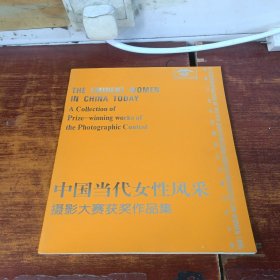 THE EMINENT WOMEN
IN CHINA TODAY
A Collection of
Prize-winning works of
the Photographic Contest
中国当代女性风采
摄影大赛获奖作品集